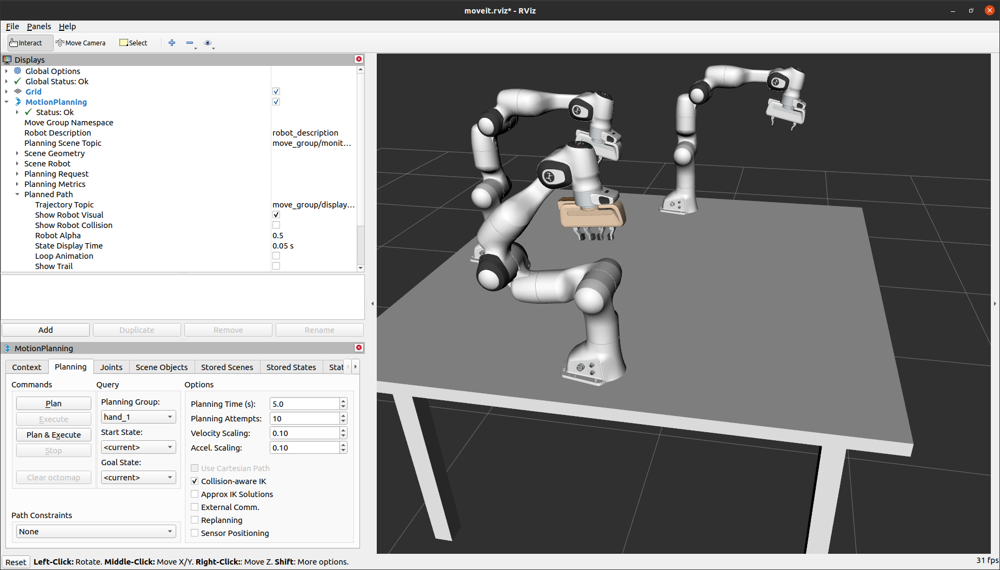 moveit.rviz* - RViz
File Panels Help
Interact Move Camera Select
Displays
Global Options
Global Status: Ok
Grid
MotionPlanning
Status: Ok
Move Group Namespace
Robot Description robot_description
Planning Scene Topic move_group/monit...
Scene Geometry
Scene Robot
Planning Request
Planning Metrics
Planned Path
Trajectory Topic move_group/display...
Show Robot Visual
Show Robot Collision
Robot Alpha 0.5
State Display Time 0.05 s
Loop Animation
Show Trail
Add Duplicate Remove Rename
MotionPlanning
Context Planning Joints Scene Objects Stored Scenes Stored States Stat
Commands Query Options
Plan
Execute
Plan & Execute
Stop
Clear octomap
Planning Group:
hand_1
Start State:
<current>
Goal State:
<current>
Path Constraints
None
Planning Time (s): 5.0
Planning Attempts: 10
Velocity Scaling: 0.10
Accel. Scaling: 0.10
Use Cartesian Path
Collision-aware IK
Approx IK Solutions
External Comm.
Replanning
Sensor Positioning
Reset Left-Click: Rotate. Middle-Click: Move X/Y. Right-Click:: Move Z. Shift: More options.
31 fps